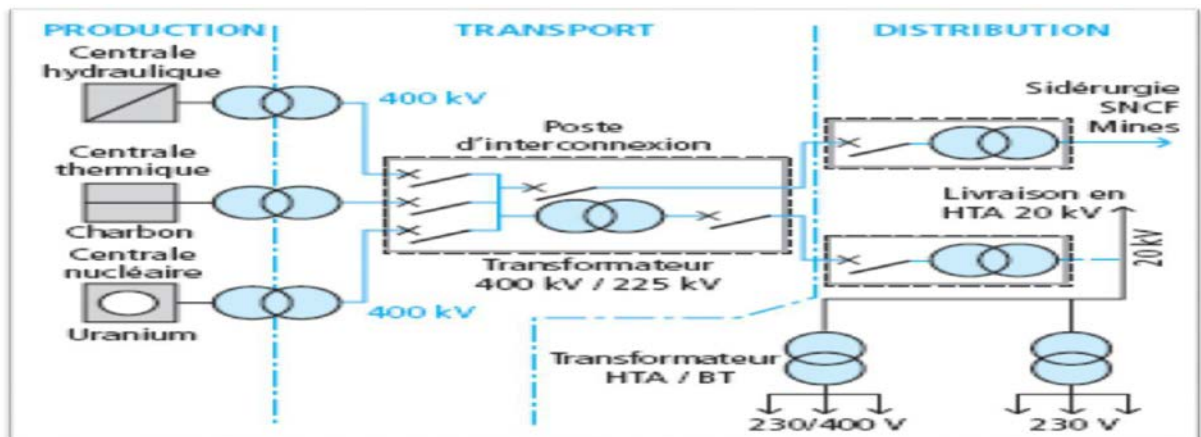 PRODUCTION
TRANSPORT
DISTRIBUTION
Centrale
hydraulique
400 kV
Centrale
thermique
Charbon
Centrale
nucléaire
Uranium
400 kV
Poste
d'interconnexion
Transformateur
400 kV / 225 kV
Sidérurgie
SNCF
Mines
Livraison en
HTA 20 kV
20 kV
Transformateur
HTA / BT
230/400 V
230 V